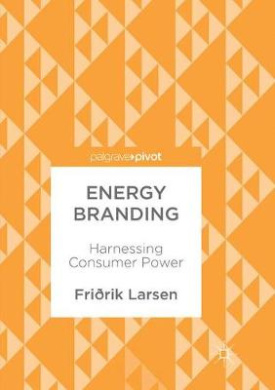 palgrave▸pivot
ENERGY
BRANDING
Harnessing
Consumer Power
Friðrik Larsen